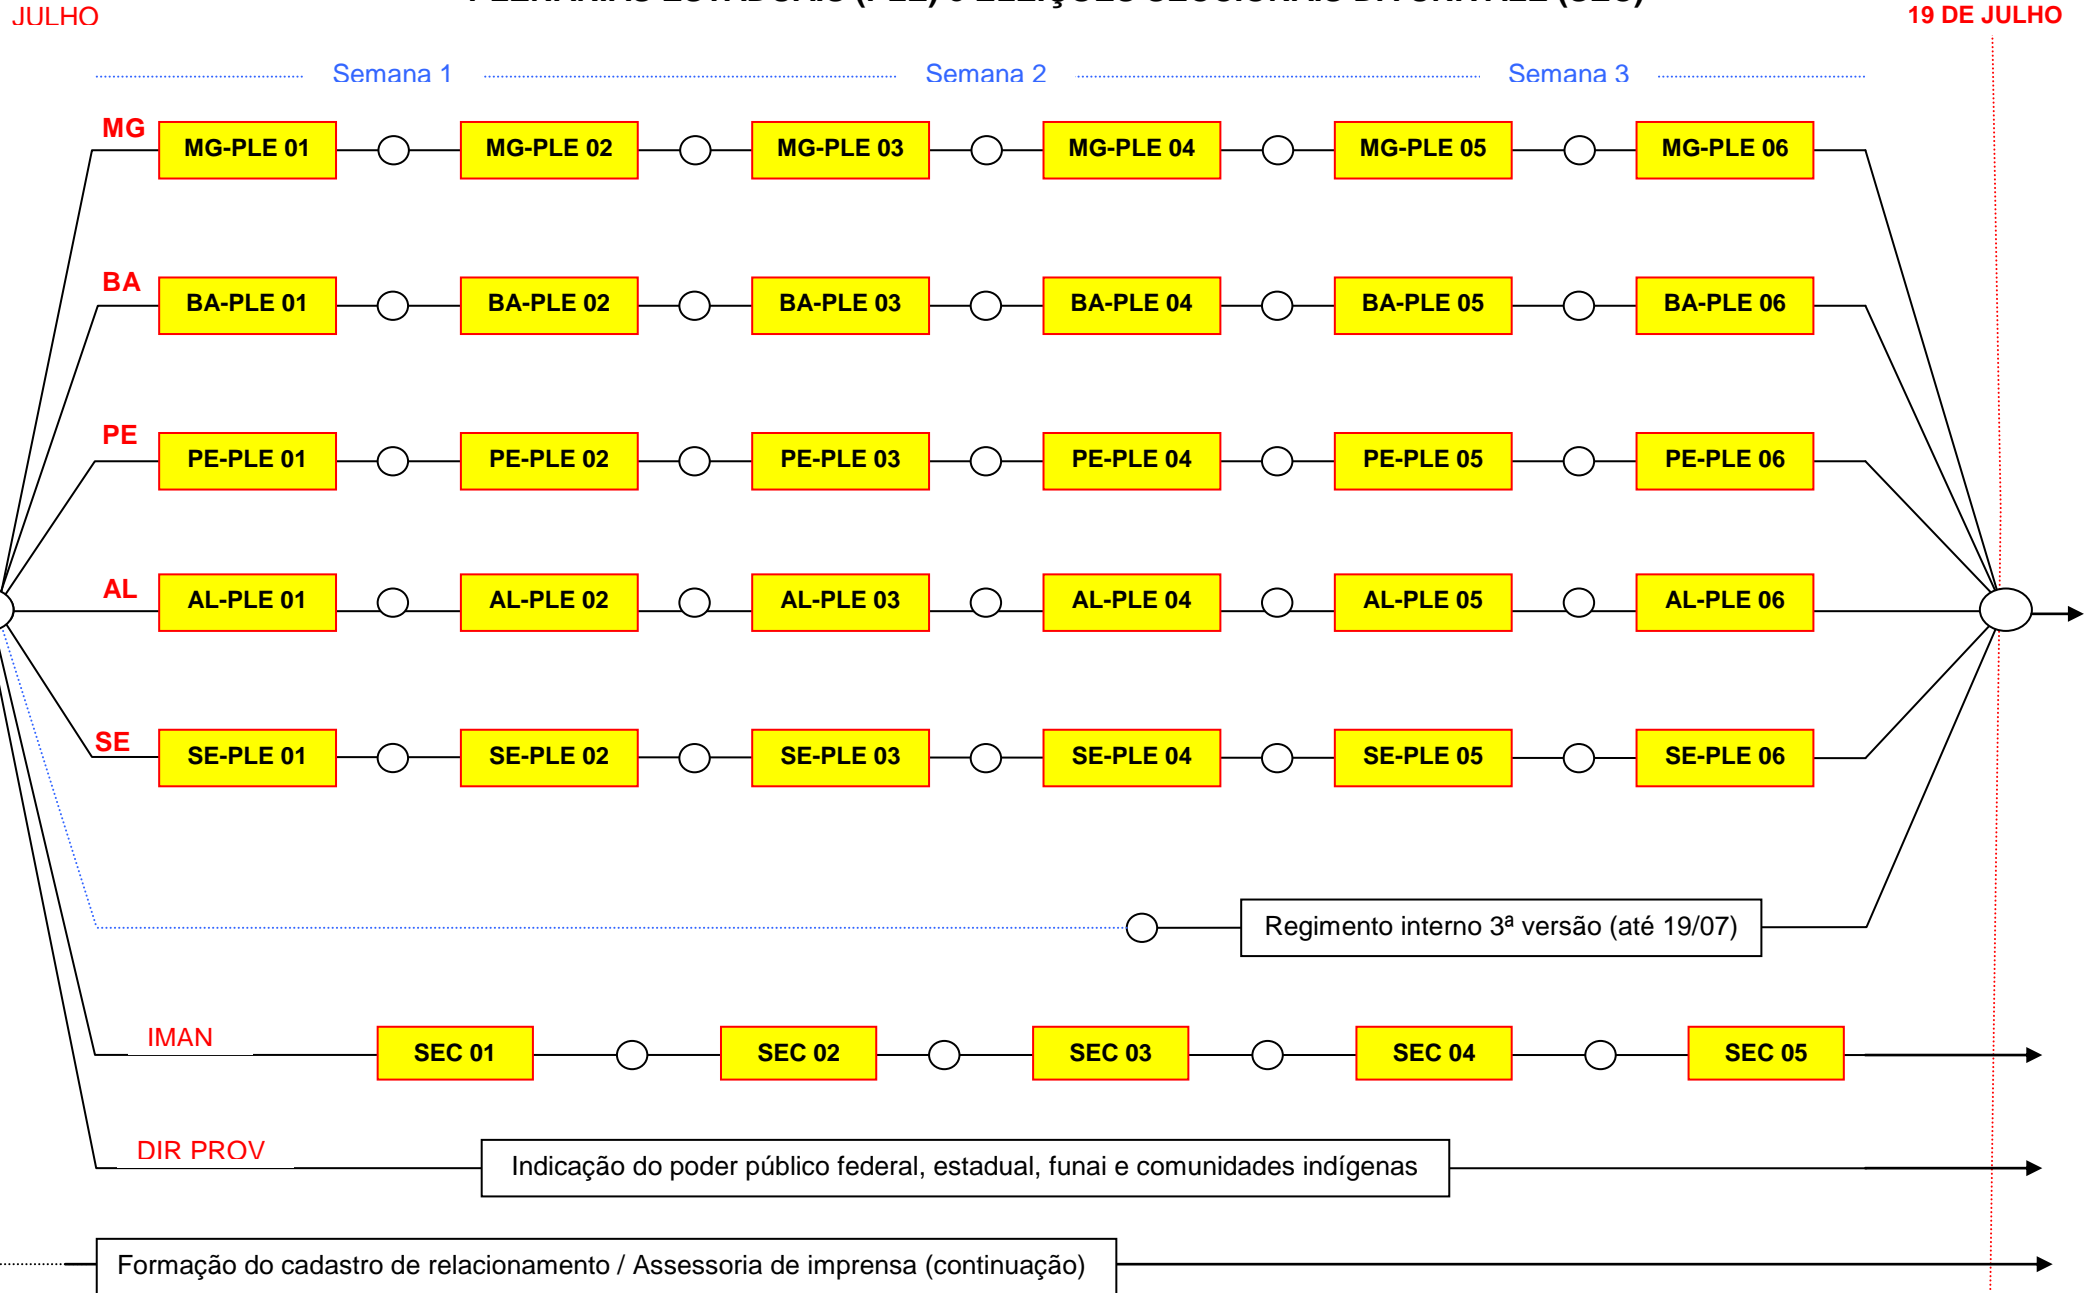 PLENÁRIAS ESTADUAIS (PLE) e ELEIÇÕES (SEC)
JULHO
19 DE JULHO
Semana 1 Semana 2 Semana 3
MG
MG-PLE 01 MG-PLE 02 MG-PLE 03 MG-PLE 04 MG-PLE 05 MG-PLE 06
BA
BA-PLE 01 BA-PLE 02 BA-PLE 03 BA-PLE 04 BA-PLE 05 BA-PLE 06
PE
PE-PLE 01 PE-PLE 02 PE-PLE 03 PE-PLE 04 PE-PLE 05 PE-PLE 06
AL
AL-PLE 01 AL-PLE 02 AL-PLE 03 AL-PLE 04 AL-PLE 05 AL-PLE 06
SE
SE-PLE 01 SE-PLE 02 SE-PLE 03 SE-PLE 04 SE-PLE 05 SE-PLE 06
Regimento interno 3ª versão (até 19/07)
IMAN
SEC 01 SEC 02 SEC 03 SEC 04 SEC 05
DIR PROV
Indicação do poder público federal, estadual, funai e comunidades indígenas
Formação do cadastro de relacionamento / Assessoria de imprensa (continuação)